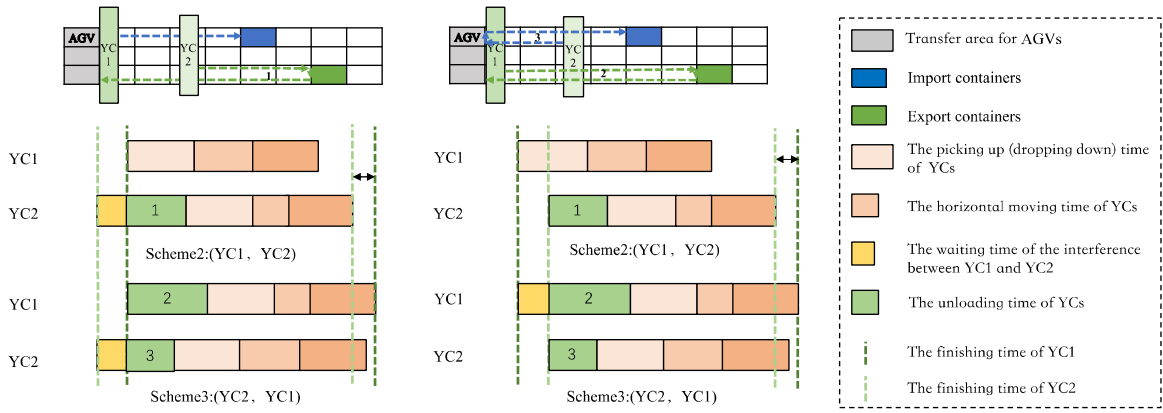 AGV
YC
1
YC
2
1
YC1
YC2
1
Scheme2:(YC1, YC2)
YC1
2
YC2
3
Scheme3:(YC2, YC1)
AGV
YC
1
3
YC
2
2
YC1
YC2
1
Scheme2:(YC1, YC2)
YC1
2
YC2
3
Scheme3:(YC2, YC1)
Transfer area for AGVs
Import containers
Export containers
The picking up (dropping down) time
of YCs
The horizontal moving time of YCs
The waiting time of the interference
between YC1 and YC2
The unloading time of YCs
The finishing time of YC1
The finishing time of YC2